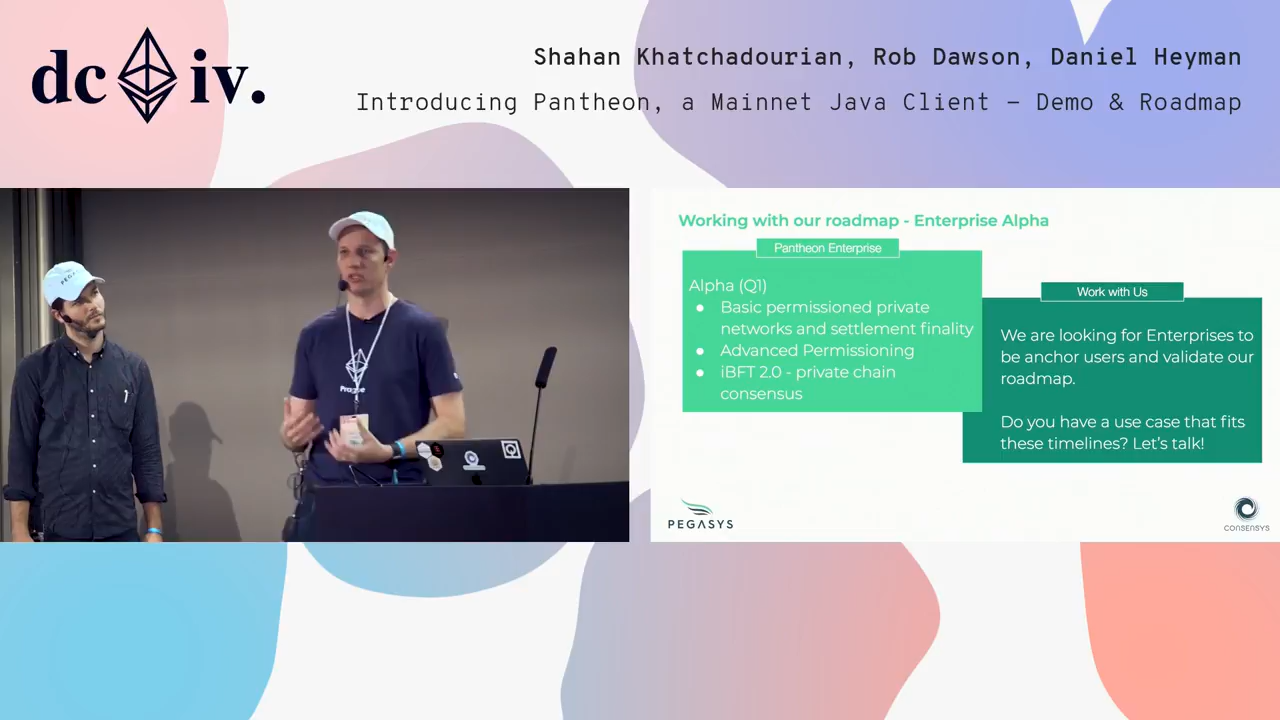 dc iv.
Shahan Khatchadourian, Rob Dawson, Daniel Heyman
Introducing Pantheon, a Mainnet Java Client – Demo & Roadmap
Working with our roadmap - Enterprise Alpha
Pantheon Enterprise
Alpha (Q1)
● Basic permissioned private
networks and settlement finality
● Advanced Permissioning
● iBFT 2.0 - private chain
consensus
Work with Us
We are looking for Enterprises to
be anchor users and validate our
roadmap.
Do you have a use case that fits
these timelines? Let's talk!
PEGASYS
CONSENSYS
PEGA
Prague